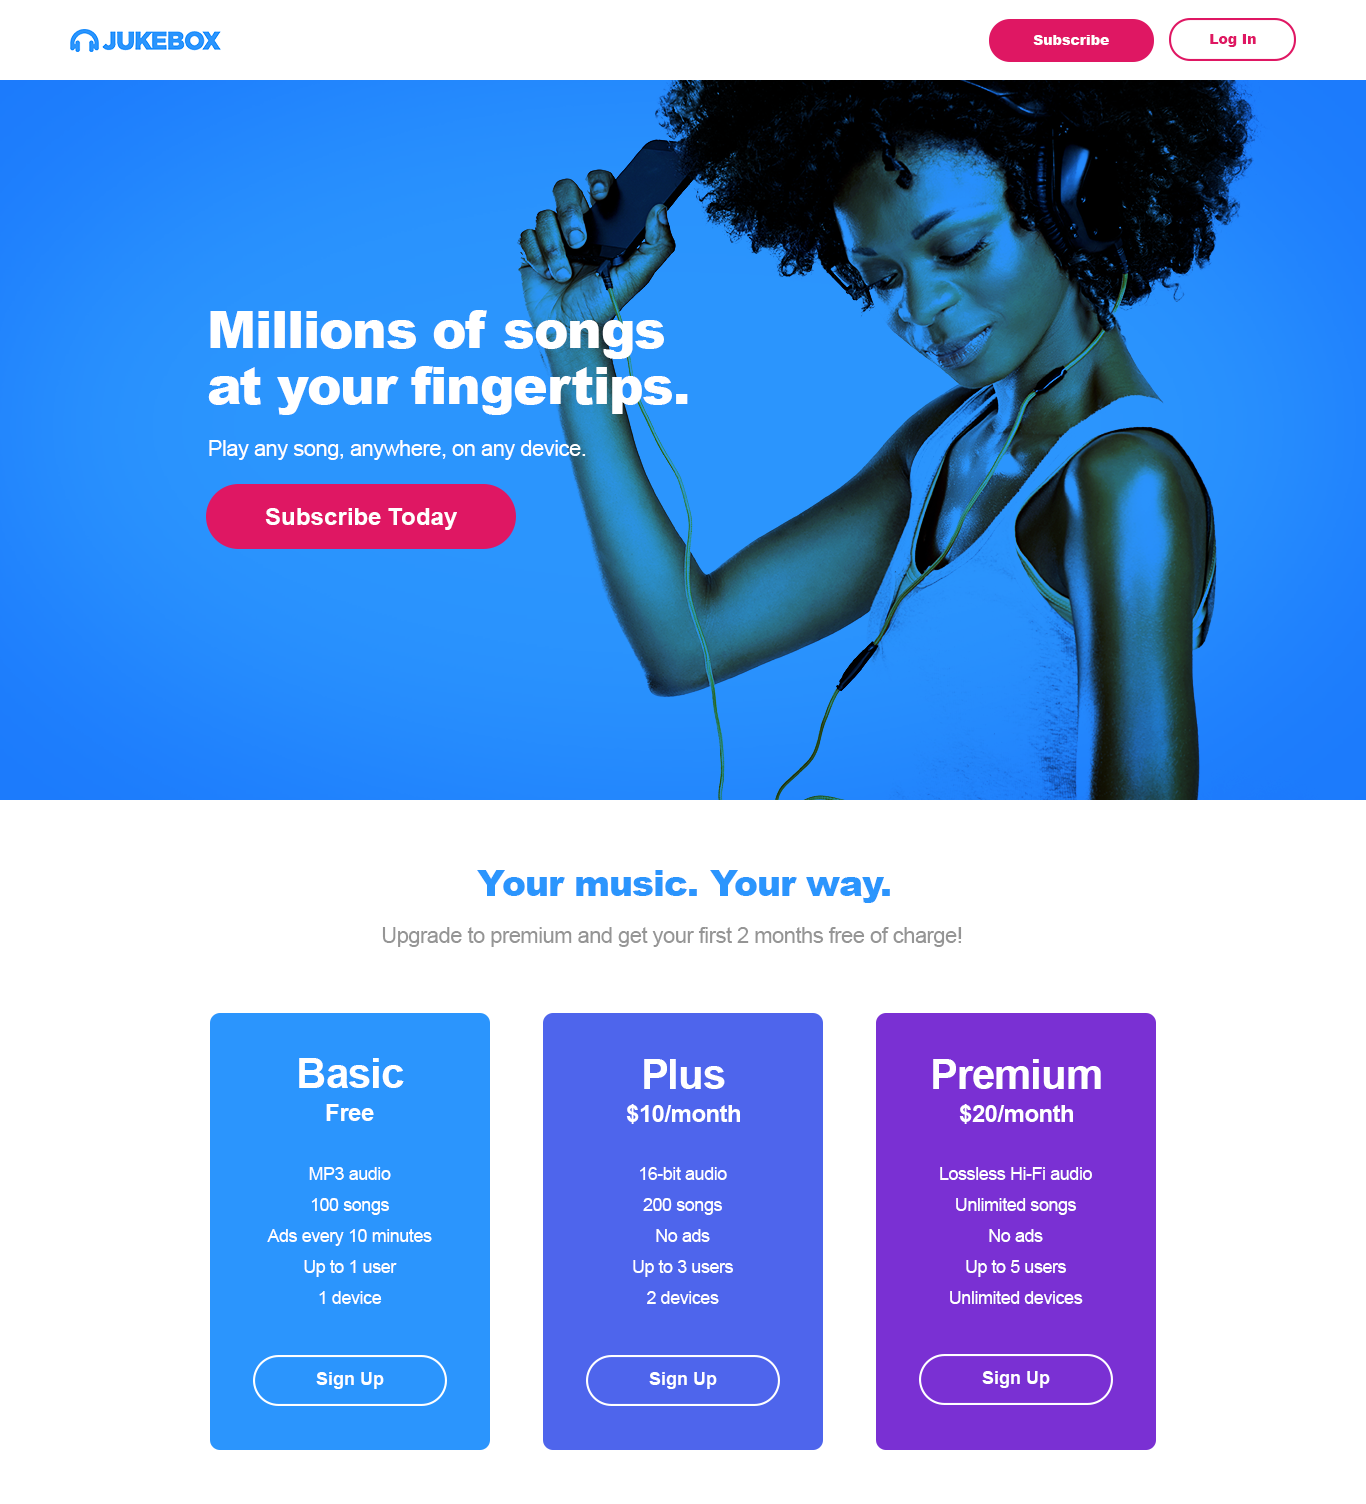 JUKEBOX
Subscribe
Log In
Millions of songs
at your fingertips.
Play any song, anywhere, on any device.
Subscribe Today
Your music. Your way.
Upgrade to premium and get your first 2 months free of charge!
Basic
Free
MP3 audio
100 songs
Ads every 10 minutes
Up to 1 user
1 device
Sign Up
Plus
$10/month
16-bit audio
200 songs
No ads
Up to 3 users
2 devices
Sign Up
Premium
$20/month
Lossless Hi-Fi audio
Unlimited songs
No ads
Up to 5 users
Unlimited devices
Sign Up